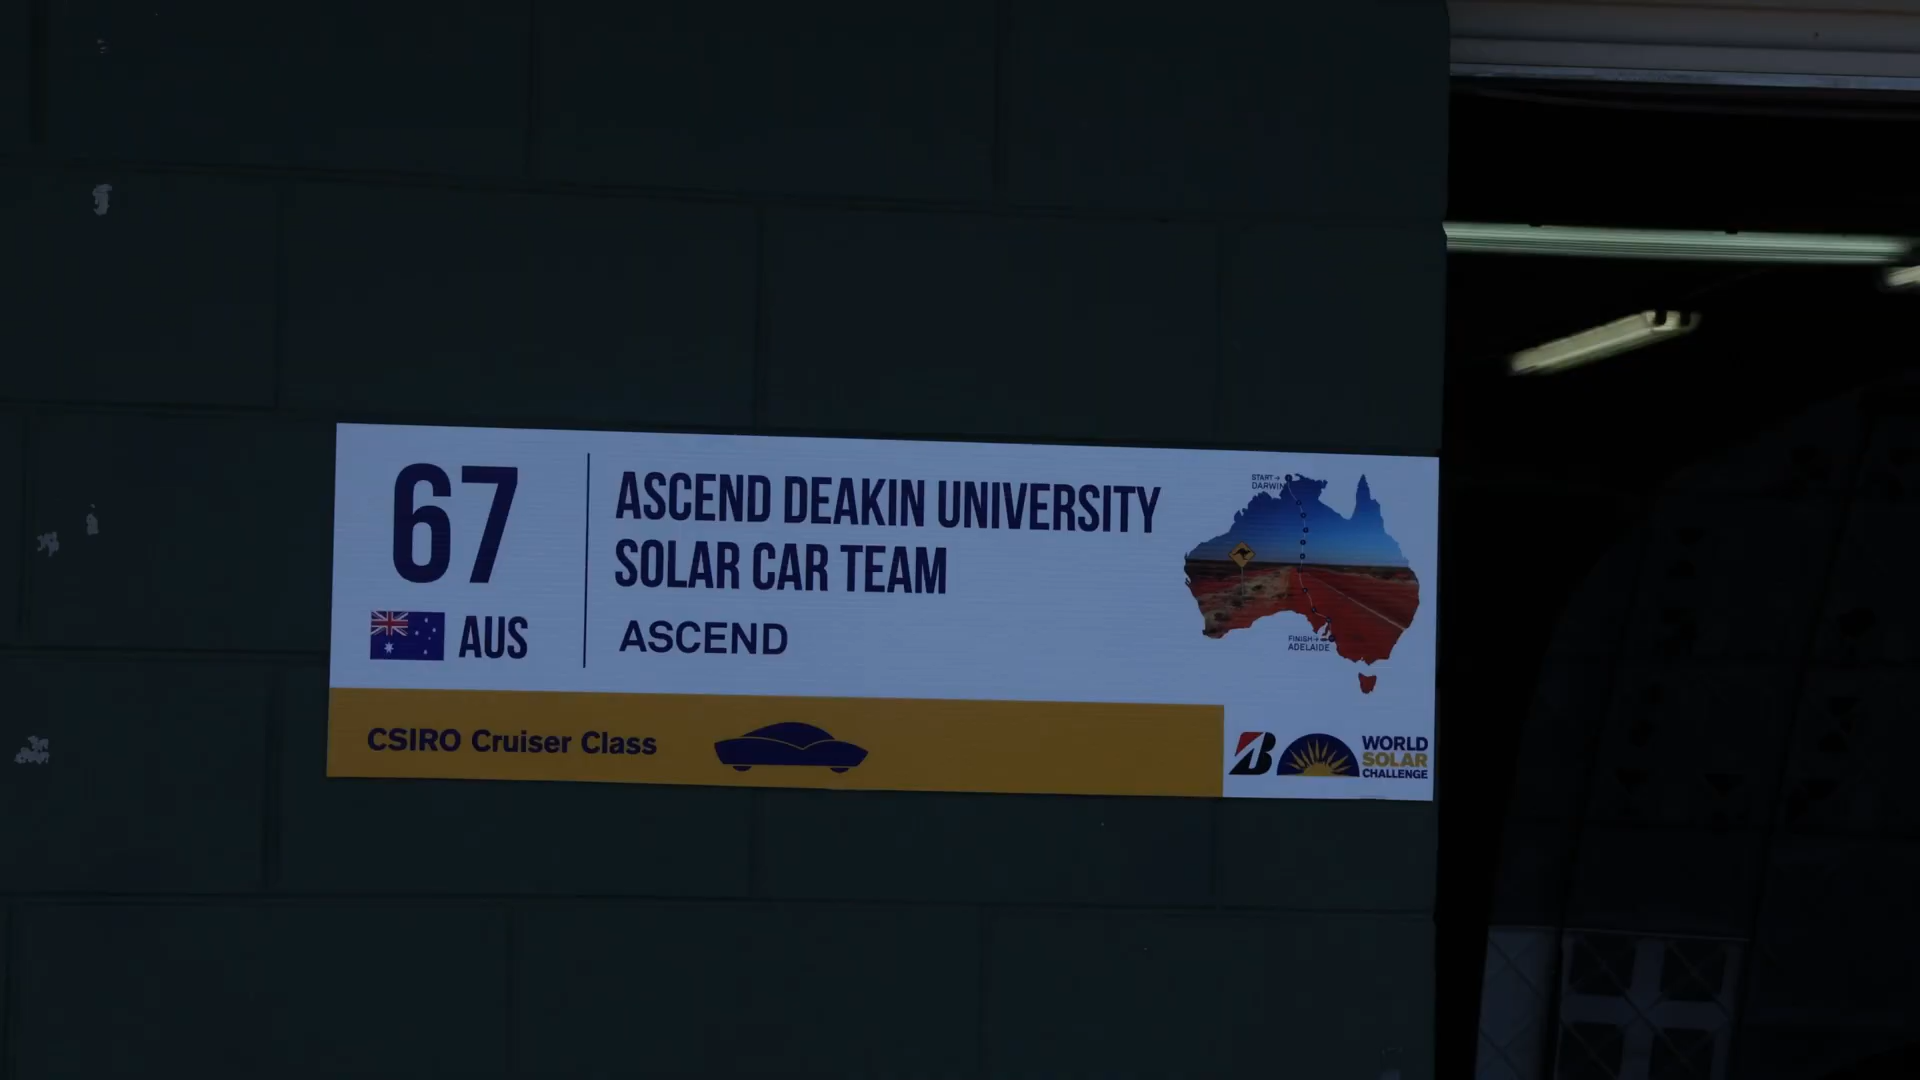 67
AUS
ASCEND DEAKIN UNIVERSITY
SOLAR CAR TEAM
ASCEND
START
DARWIN
FINISH
ADELAIDE
CSIRO Cruiser Class
B
WORLD
SOLAR
CHALLENGE